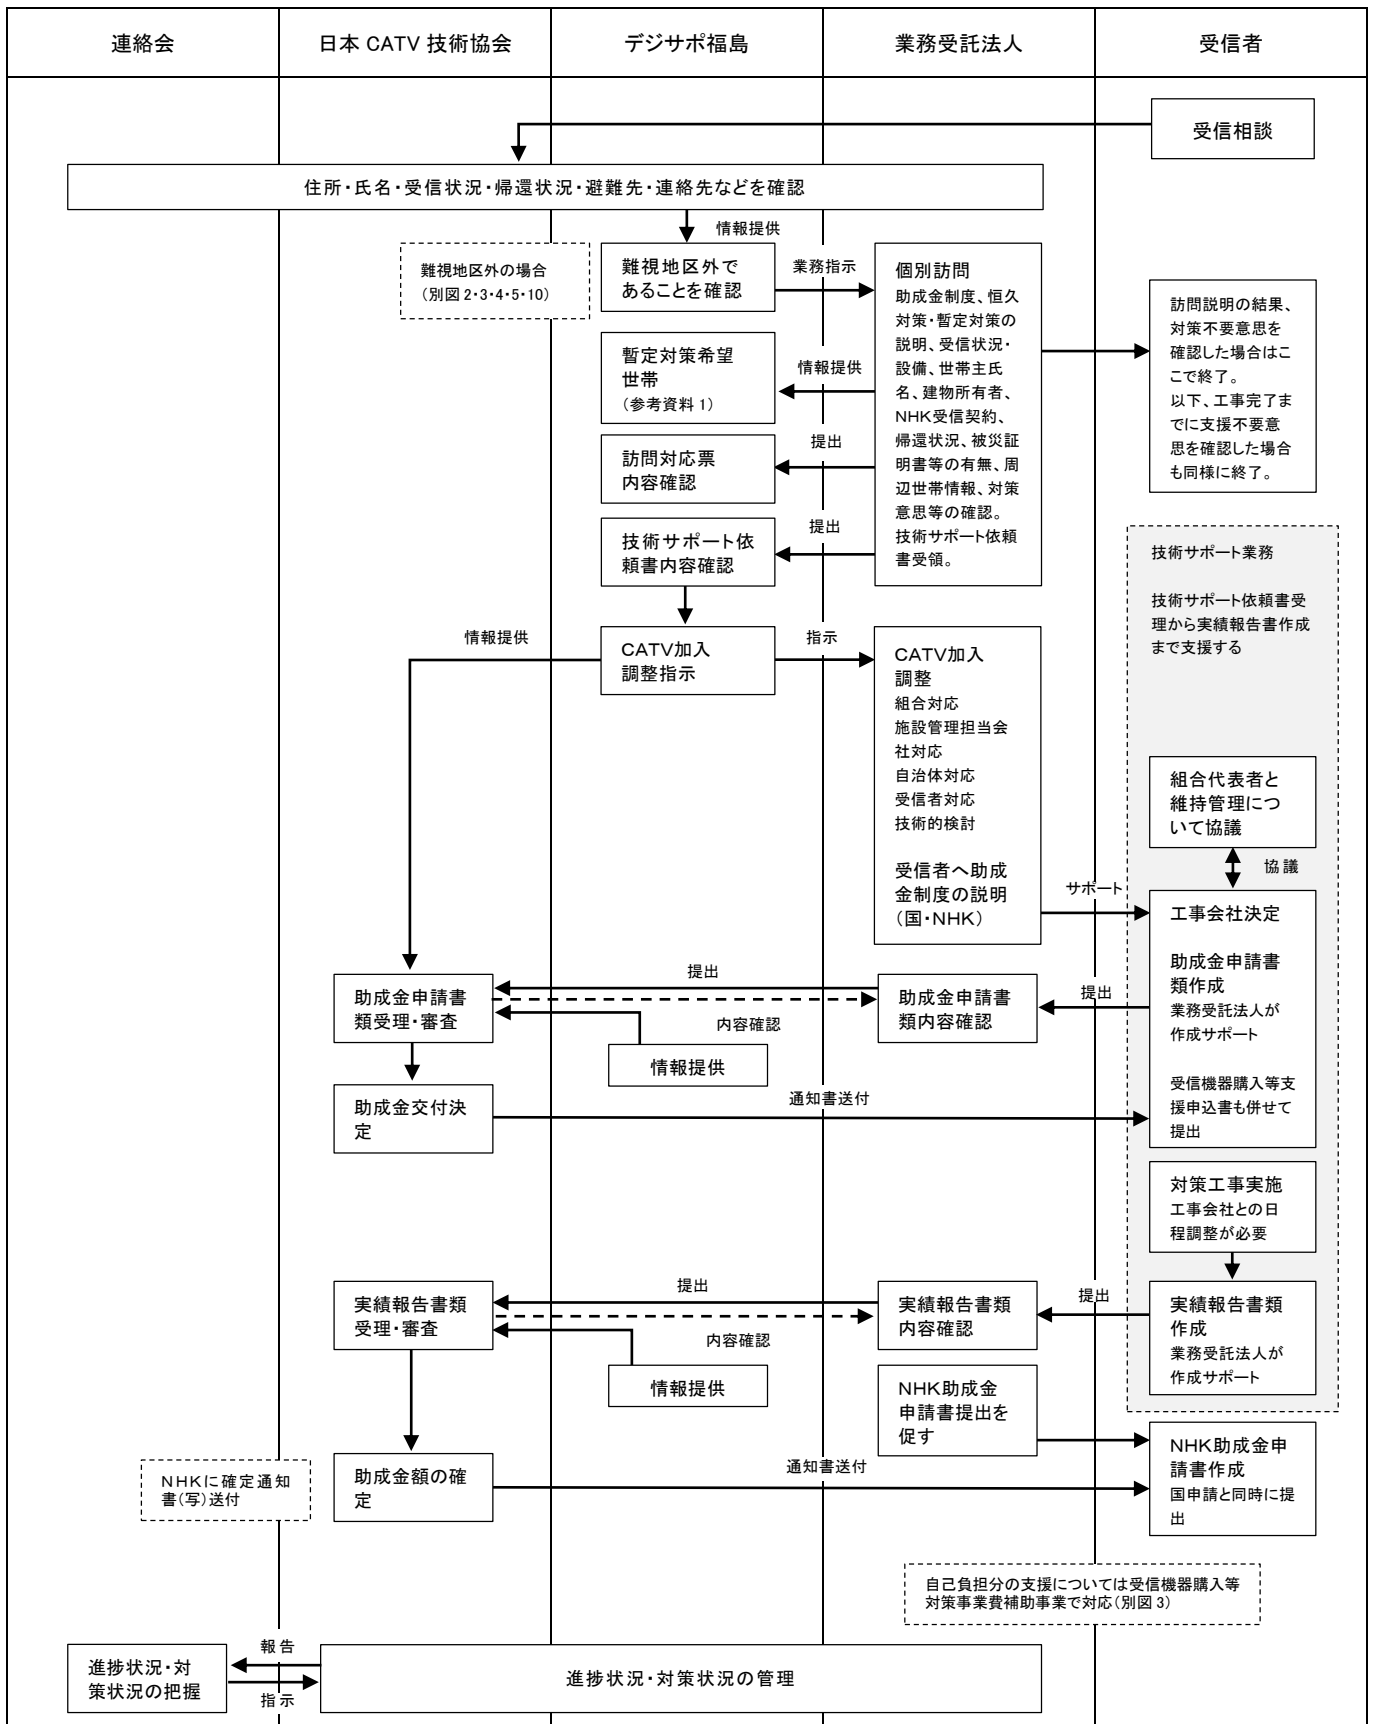 連絡会
日本 CATV 技術協会
デジサポ福島
業務受託法人
受信者
受信相談
住所・氏名・受信状況・帰還状況・避難先・連絡先などを確認
情報提供
難視地区外の場合
（別図 2・3・4・5・10）
難視地区外で
あることを確認
業務指示
個別訪問
助成金制度、恒久
対策・暫定対策の
説明、受信状況・
設備、世帯主氏
名、建物所有者、
NHK受信契約、
帰還状況、被災証
明書等の有無、周
辺世帯情報、対策
意思等の確認。
技術サポート依頼
書受領。
訪問説明の結果、
対策不要意思を
確認した場合はこ
こで終了。
以下、工事完了ま
でに支援不要意
思を確認した場合
も同様に終了。
暫定対策希望
世帯
（参考資料 1）
情報提供
訪問対応票
内容確認
提出
技術サポート依
頼書内容確認
提出
技術サポート業務
技術サポート依頼書受
理から実績報告書作成
まで支援する
情報提供
CATV加入
調整指示
指示
CATV加入
調整
組合対応
施設管理担当会
社対応
自治体対応
受信者対応
技術的検討
受信者へ助成
金制度の説明
（国・NHK）
組合代表者と
維持管理につ
いて協議
協議
サポート
工事会社決定
助成金申請書
類作成
業務受託法人が
作成サポート
受信機器購入等支
援申込書も併せて
提出
助成金申請書
類受理・審査
提出
内容確認
助成金申請書
類内容確認
提出
情報提供
助成金交付決
定
通知書送付
対策工事実施
工事会社との日
程調整が必要
実績報告書類
受理・審査
提出
内容確認
実績報告書類
内容確認
提出
実績報告書類
作成
業務受託法人が
作成サポート
情報提供
NHK助成金
申請書提出を
促す
NHKに確定通知
書（写）送付
助成金額の確
定
通知書送付
NHK助成金申
請書作成
国申請と同時に提
出
自己負担分の支援については受信機器購入等
対策事業費補助事業で対応（別図 3）
進捗状況・対
策状況の把握
報告
指示
進捗状況・対策状況の管理